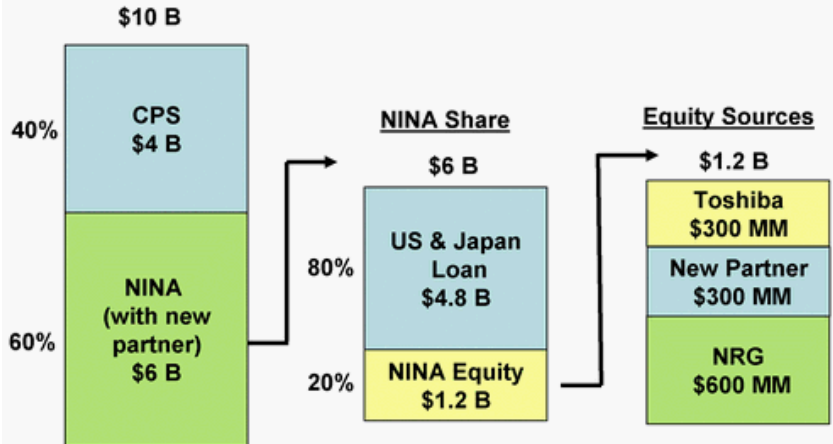 $10 B
40%
CPS
$4 B
60%
NINA
(with new
partner)
$6 B
NINA Share
$6 B
80%
US & Japan
Loan
$4.8 B
20%
NINA Equity
$1.2 B
Equity Sources
$1.2 B
Toshiba
$300 MM
New Partner
$300 MM
NRG
$600 MM